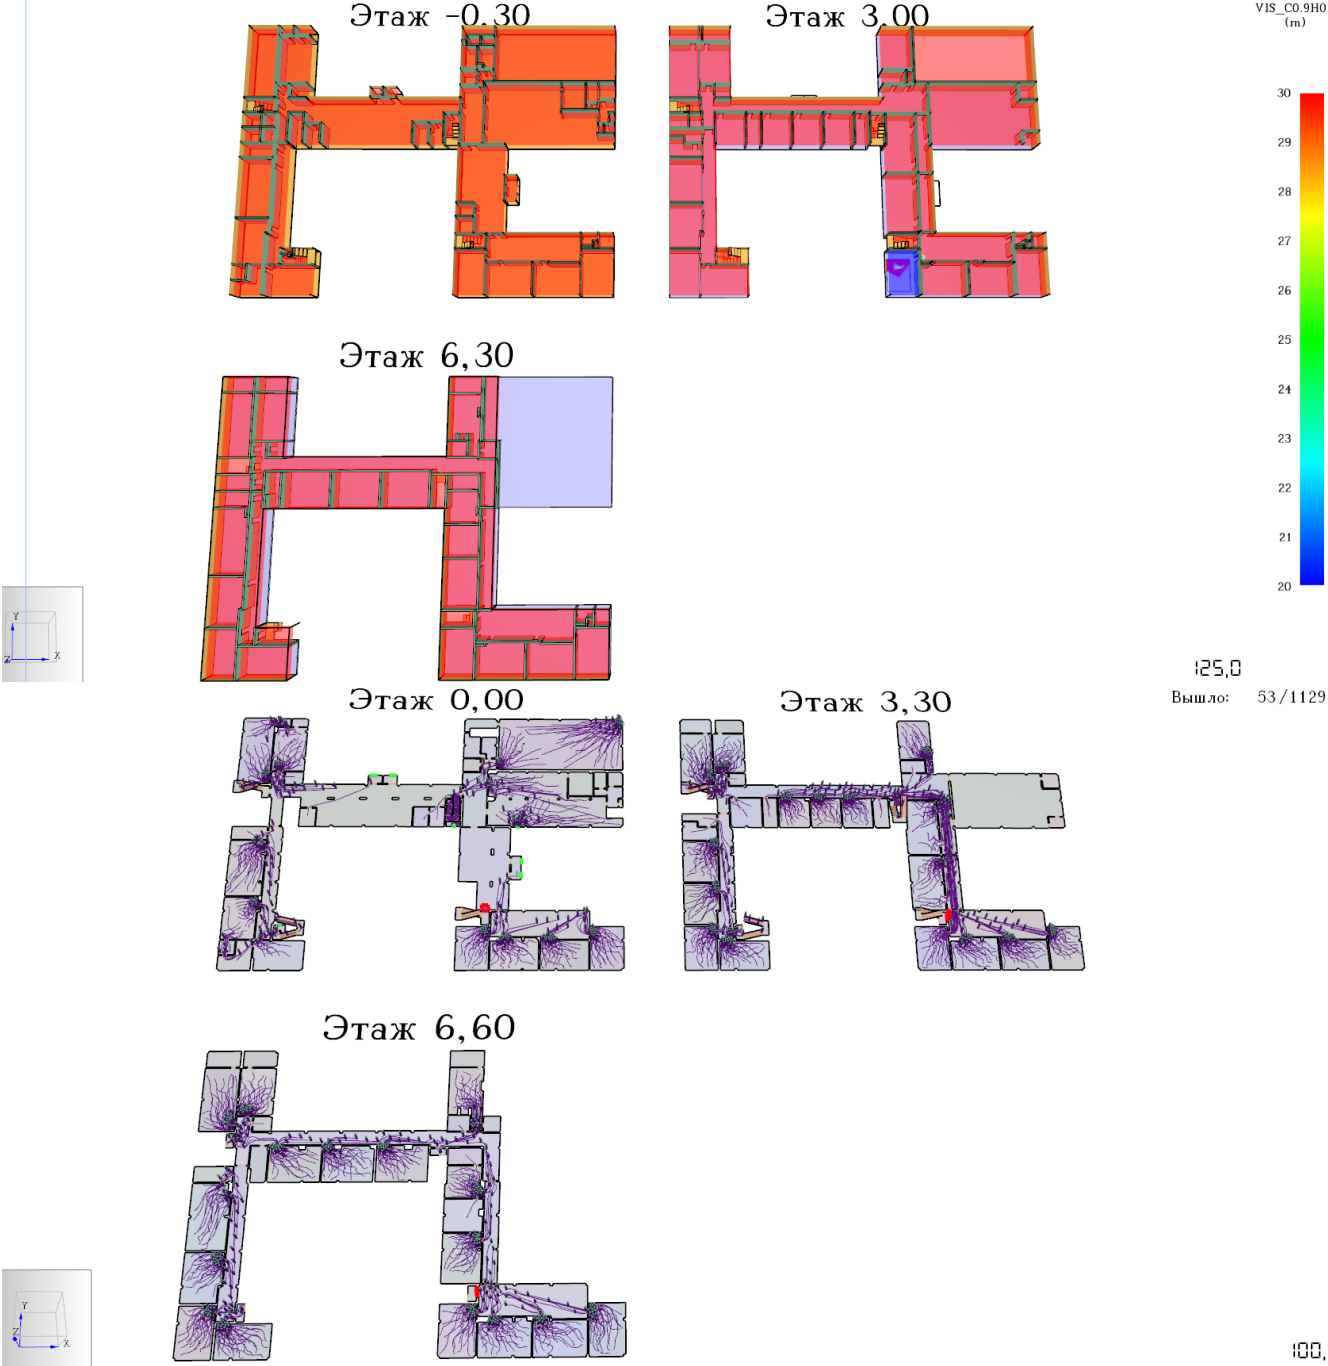 Этаж -0,30
Этаж 3,00
VIS_C0.9H0
(m)
30
29
28
27
26
25
24
23
22
21
20
Этаж 6,30
Y
Z
X
125,0
Этаж 0,00
Этаж 3,30
Вышло: 53/1129
Этаж 6,60
Y
Z
X
100,